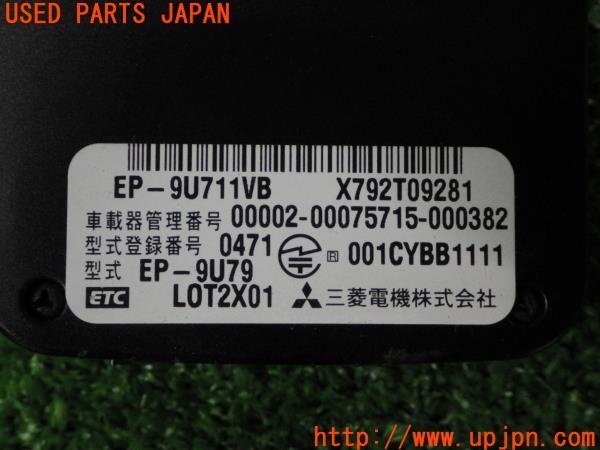 USED PARTS JAPAN
EP-9U711VB X792T09281
車載器管理番号 00002-00075715-000382
型式登録番号 0471 R 001CYBB1111
型式 EP-9U79
ETC LOT2X01 三菱電機株式会社
http://www.upjpn.com/